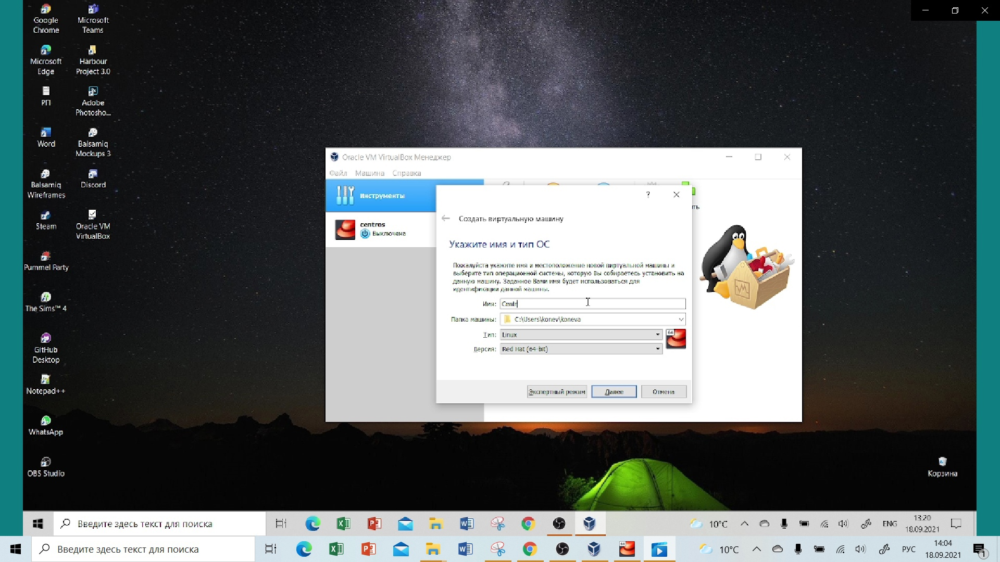 Google
Chrome
Microsoft
Teams
Microsoft
Edge
Harbour
Project 3.0
РП
Adobe
Photosho...
Word
Balsamiq
Mockups 3
Balsamiq
Wireframes
Discord
Steam
Oracle VM
VirtualBox
Pummel Party
The Sims™ 4
GitHub
Desktop
Notepad++
WhatsApp
OBS Studio
Корзина
Oracle VM VirtualBox Менеджер
Файл Машина Справка
Инструменты
centros
Выключена
ть
?
Создать виртуальную машину
Укажите имя и тип ОС
Пожалуйста укажите имя и местоположение новой виртуальной машины и
выберите тип операционной системы, которую Вы собираетесь установить на
данную машину. Заданное Вами имя будет использоваться для
идентификации данной машины.
Имя: Centr
Папка машины: C:\Users\konev\koneva
Тип: Linux
64
Версия: Red Hat (64-bit)
Экспертный режим Далее Отмена
Введите здесь текст для поиска
10°C
ENG
13:20
18.09.2021
Введите здесь текст для поиска
64
10°C
РУС
14:04
18.09.2021
1